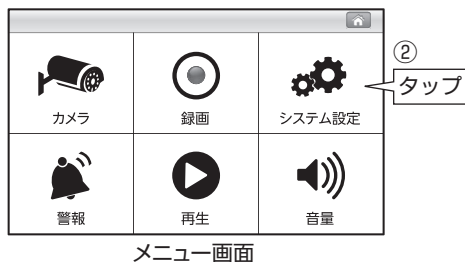 ②
タップ
カメラ
録画
システム設定
警報
再生
音量
メニュー画面